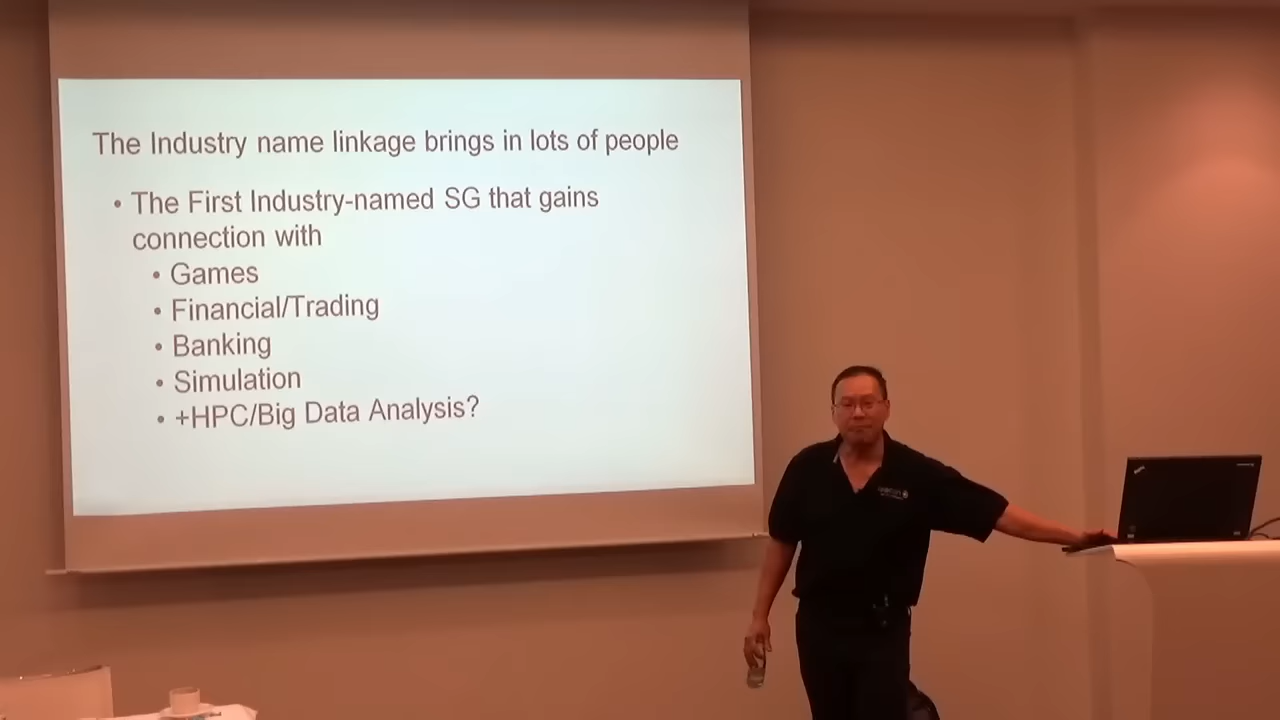 The Industry name linkage brings in lots of people
• The First Industry-named SG that gains
connection with
• Games
• Financial/Trading
• Banking
• Simulation
• +HPC/Big Data Analysis?